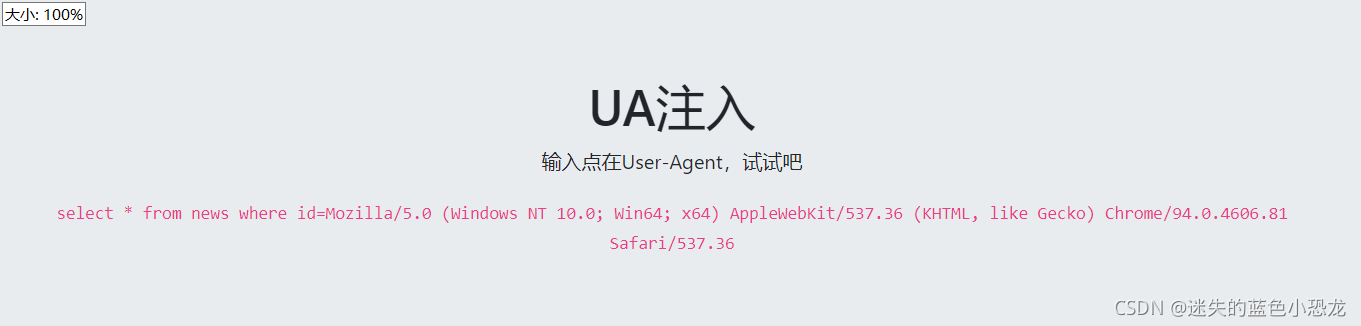 大小: 100%
UA注入
输入点在User-Agent，试试吧
select * from news where id=Mozilla/5.0 (Windows NT 10.0; Win64; x64) AppleWebKit/537.36 (KHTML, like Gecko) Chrome/94.0.4606.81
Safari/537.36
CSDN @迷失的蓝色小恐龙